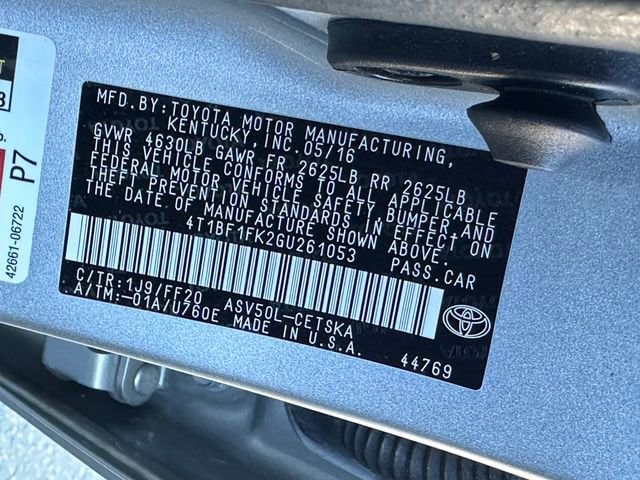 MFD. BY: TOYOTA MOTOR MANUFACTURING,
KENTUCKY, INC. 05/16
GVWR 4630LB GAWR FR 2625LB RR 2625LB
THIS VEHICLE CONFORMS TO ALL APPLICABLE
FEDERAL MOTOR VEHICLE SAFETY, BUMPER, AND
THEFT PREVENTION STANDARDS IN EFFECT ON
THE DATE OF MANUFACTURE SHOWN ABOVE.
4T1BF1FK2GU261053 PASS. CAR
C/TR: 1J9/FF20 ASV50L-CETSKA
A/TM: -01A/U760E MADE IN U.S.A.
44769
TOYOTA
42661-06722
P7